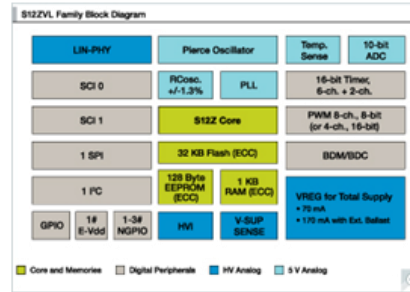 S12ZVL Family Block Diagram
LIN-PHY
Pierce Oscillator
Temp.
Sense
10-bit
ADC
SCI 0
RCosc.
+/-1.3%
PLL
16-bit Timer,
6-ch. + 2-ch.
SCI 1
S12Z Core
PWM 8-ch., 8-bit
(or 4-ch., 16-bit)
1 SPI
32 KB Flash (ECC)
BDM/BDC
1 I²C
128 Byte
EEPROM
(ECC)
1 KB
RAM (ECC)
VREG for Total Supply
• 70 mA
• 170 mA with Ext. Ballast
GPIO
1#
E-Vdd
1-3#
NGPIO
HVI
V-SUP
SENSE
Core and Memories
Digital Peripherals
HV Analog
5 V Analog